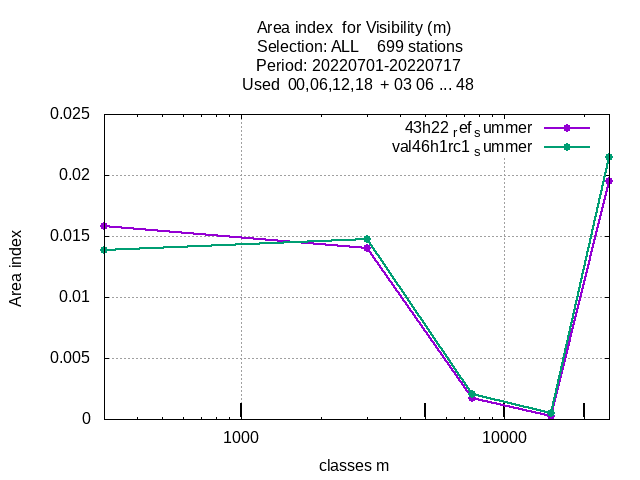 Area index  for Visibility (m)
Selection: ALL    699 stations
Period: 20220701-20220717
Used  00,06,12,18  + 03 06 ... 48
0.025
43h22 ref summer
val46h1rc1 summer
0.02
0.015
Area index
0.01
0.005
0
1000 10000
classes m